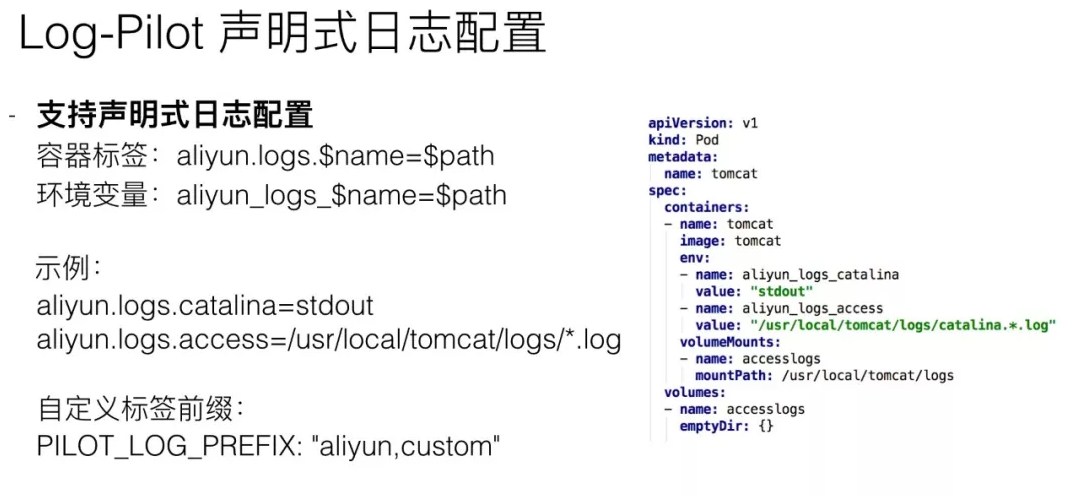 Log-Pilot 声明式日志配置
- 支持声明式日志配置
容器标签：aliyun.logs.$name=$path
环境变量：aliyun_logs_$name=$path
示例：
aliyun.logs.catalina=stdout
aliyun.logs.access=/usr/local/tomcat/logs/*.log
自定义标签前缀：
PILOT_LOG_PREFIX: "aliyun,custom"
apiVersion: v1
kind: Pod
metadata:
  name: tomcat
spec:
  containers:
  - name: tomcat
    image: tomcat
    env:
    - name: aliyun_logs_catalina
      value: "stdout"
    - name: aliyun_logs_access
      value: "/usr/local/tomcat/logs/catalina.*.log"
    volumeMounts:
    - name: accesslogs
      mountPath: /usr/local/tomcat/logs
  volumes:
  - name: accesslogs
    emptyDir: {}